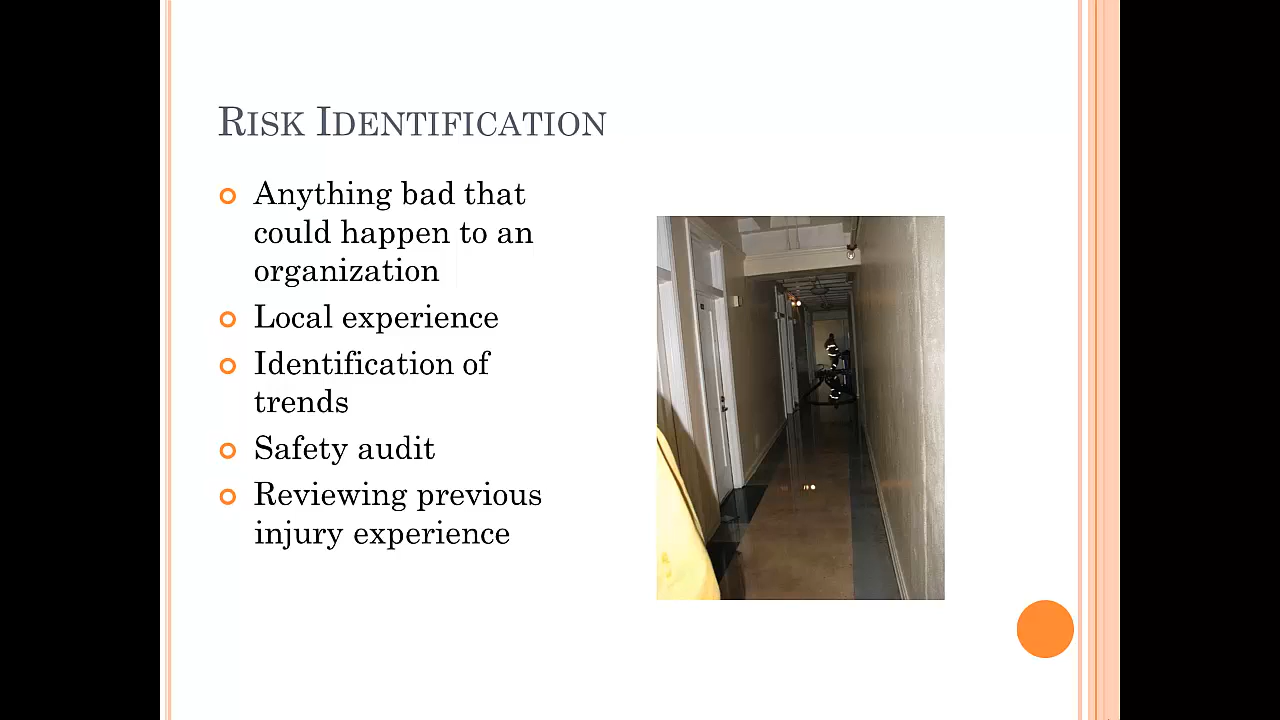 RISK IDENTIFICATION
Anything bad that
could happen to an
organization
Local experience
Identification of
trends
Safety audit
Reviewing previous
injury experience